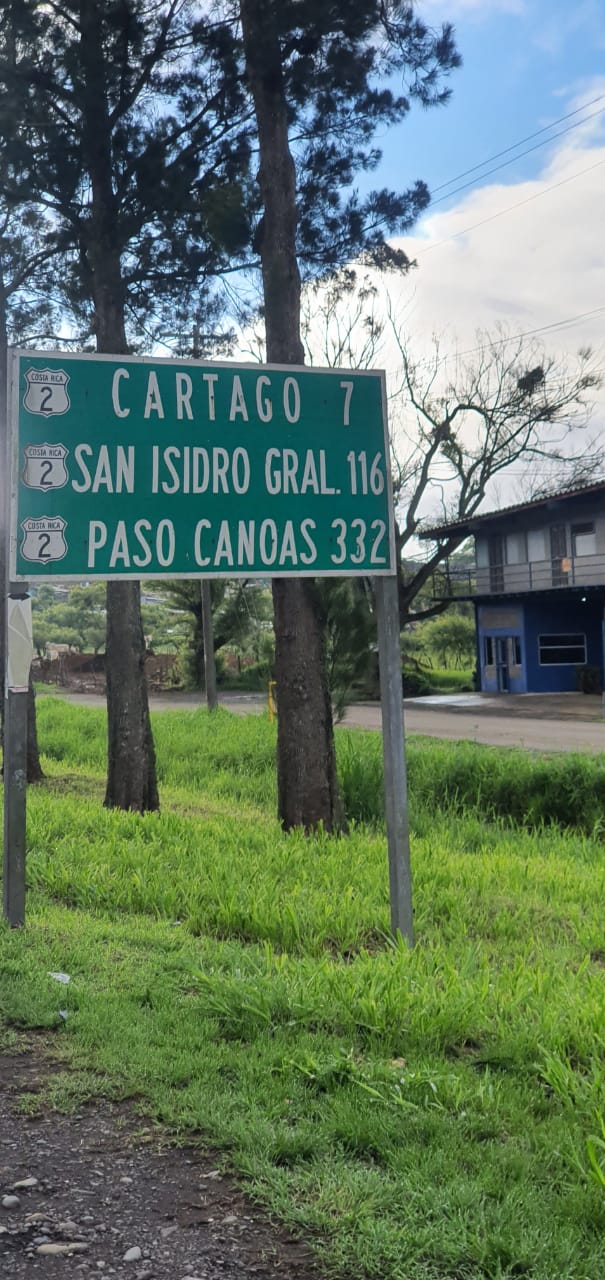 COSTA RICA 2 CARTAGO 7
COSTA RICA 2 SAN ISIDRO GRAL. 116
COSTA RICA 2 PASO CANOAS 332